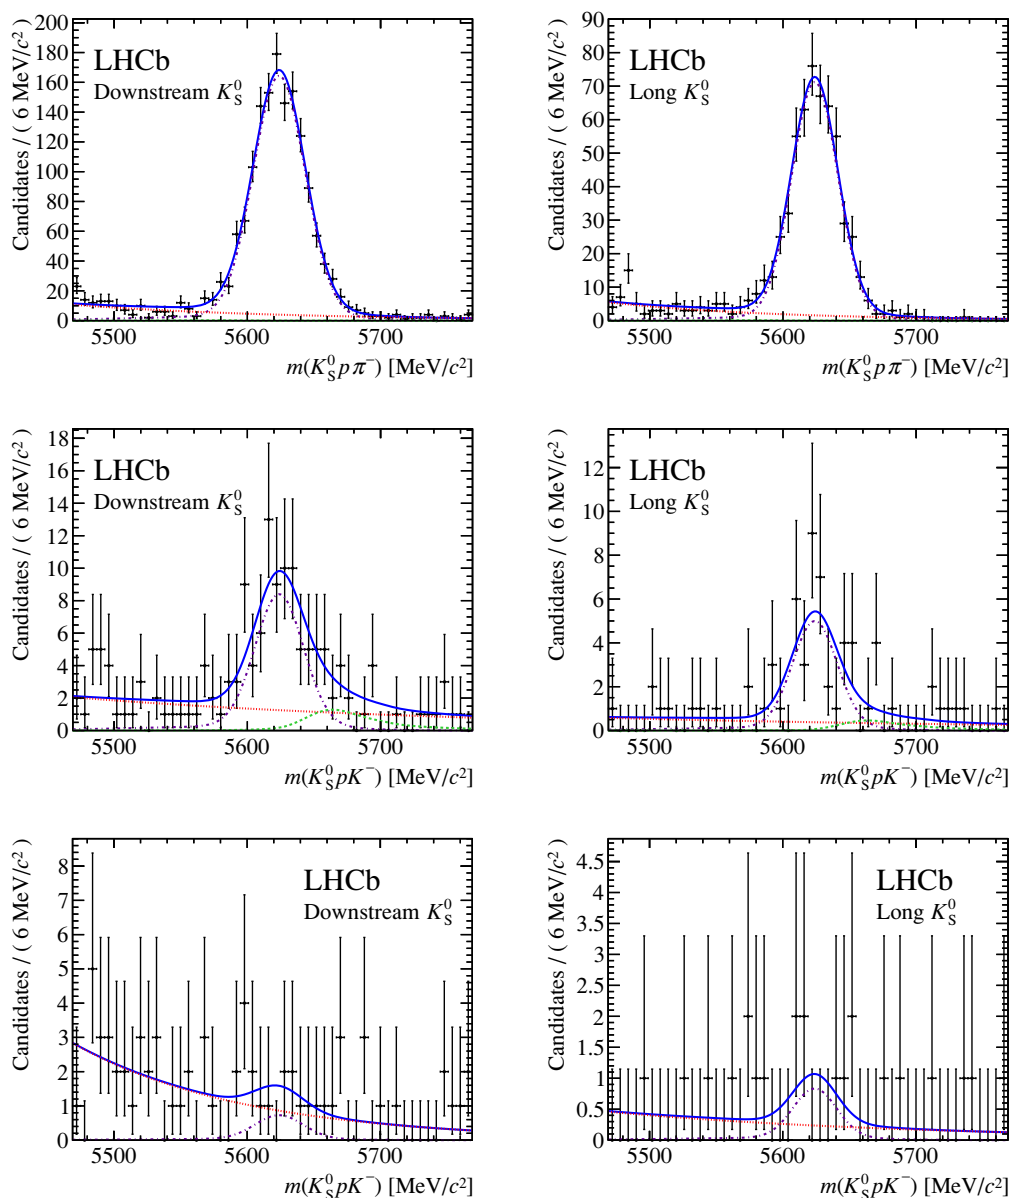 Candidates / ( 6 MeV/c² )
200
180
160
140
120
100
80
60
40
20
0
LHCb
Downstream K⁰S
5500 5600 5700
m(K⁰S pπ⁻) [MeV/c²]
Candidates / ( 6 MeV/c² )
90
80
70
60
50
40
30
20
10
0
LHCb
Long K⁰S
5500 5600 5700
m(K⁰S pπ⁻) [MeV/c²]
Candidates / ( 6 MeV/c² )
18
16
14
12
10
8
6
4
2
0
LHCb
Downstream K⁰S
5500 5600 5700
m(K⁰S pK⁻) [MeV/c²]
Candidates / ( 6 MeV/c² )
12
10
8
6
4
2
0
LHCb
Long K⁰S
5500 5600 5700
m(K⁰S pK⁻) [MeV/c²]
Candidates / ( 6 MeV/c² )
8
7
6
5
4
3
2
1
0
LHCb
Downstream K⁰S
5500 5600 5700
m(K⁰S pK⁻) [MeV/c²]
Candidates / ( 6 MeV/c² )
4.5
4
3.5
3
2.5
2
1.5
1
0.5
0
LHCb
Long K⁰S
5500 5600 5700
m(K⁰S pK⁻) [MeV/c²]